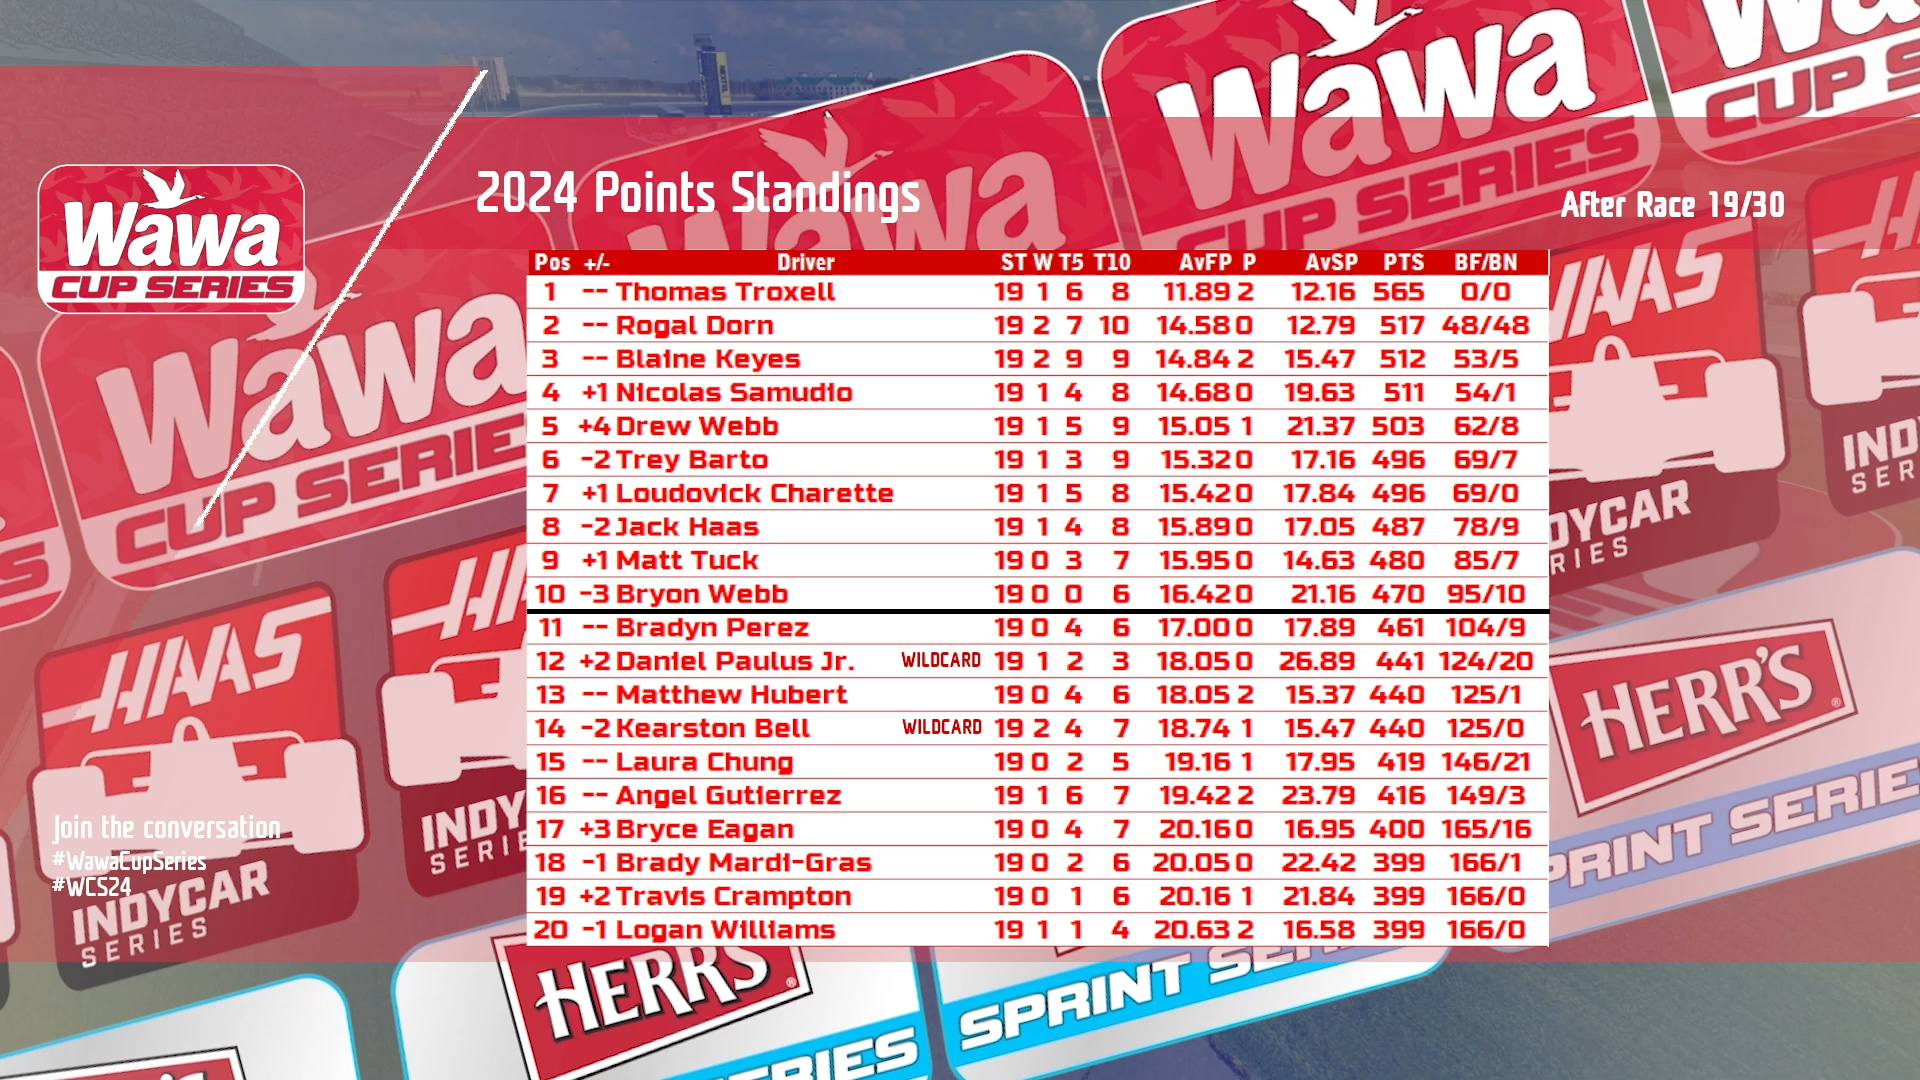 Wawa
CUP SERIES
2024 Points Standings
After Race 19/30
Pos +/- Driver ST W T5 T10 AvFP P AvSP PTS BF/BN
1 -- Thomas Troxell 19 1 6 8 11.89 2 12.16 565 0/0
2 -- Rogal Dorn 19 2 7 10 14.58 0 12.79 517 48/48
3 -- Blaine Keyes 19 2 9 9 14.84 2 15.47 512 53/5
4 +1 Nicolas Samudio 19 1 4 8 14.68 0 19.63 511 54/1
5 +4 Drew Webb 19 1 5 9 15.05 1 21.37 503 62/8
6 -2 Trey Barto 19 1 3 9 15.32 0 17.16 496 69/7
7 +1 Loudovick Charette 19 1 5 8 15.42 0 17.84 496 69/0
8 -2 Jack Haas 19 1 4 8 15.89 0 17.05 487 78/9
9 +1 Matt Tuck 19 0 3 7 15.95 0 14.63 480 85/7
10 -3 Bryon Webb 19 0 0 6 16.42 0 21.16 470 95/10
11 -- Bradyn Perez 19 0 4 6 17.00 0 17.89 461 104/9
12 +2 Daniel Paulus Jr. WILDCARD 19 1 2 3 18.05 0 26.89 441 124/20
13 -- Matthew Hubert 19 0 4 6 18.05 2 15.37 440 125/1
14 -2 Kearston Bell WILDCARD 19 2 4 7 18.74 1 15.47 440 125/0
15 -- Laura Chung 19 0 2 5 19.16 1 17.95 419 146/21
16 -- Angel Gutierrez 19 1 6 7 19.42 2 23.79 416 149/3
17 +3 Bryce Eagan 19 0 4 7 20.16 0 16.95 400 165/16
18 -1 Brady Mardi-Gras 19 0 2 6 20.05 0 22.42 399 166/1
19 +2 Travis Crampton 19 0 1 6 20.16 1 21.84 399 166/0
20 -1 Logan Williams 19 1 1 4 20.63 2 16.58 399 166/0
Join the conversation
#WawaCupSeries
#WCS24
Wawa
CUP SERIES
HAAS
INDYCAR
SERIES
HERR'S
SPRINT SERIES